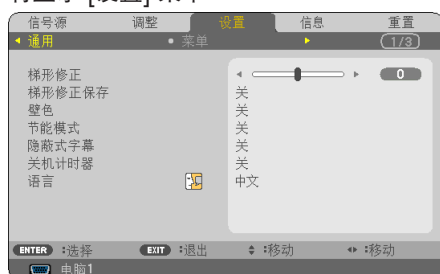 [设置]
信号源 调整 设置 信息 重置
通用 菜单 (1/3)
梯形修正 0
梯形修正保存 关
壁色 关
节能模式 关
隐蔽式字幕 关
关机计时器 关
语言 中文
ENTER :选择 EXIT :退出 :移动 :移动
电脑1